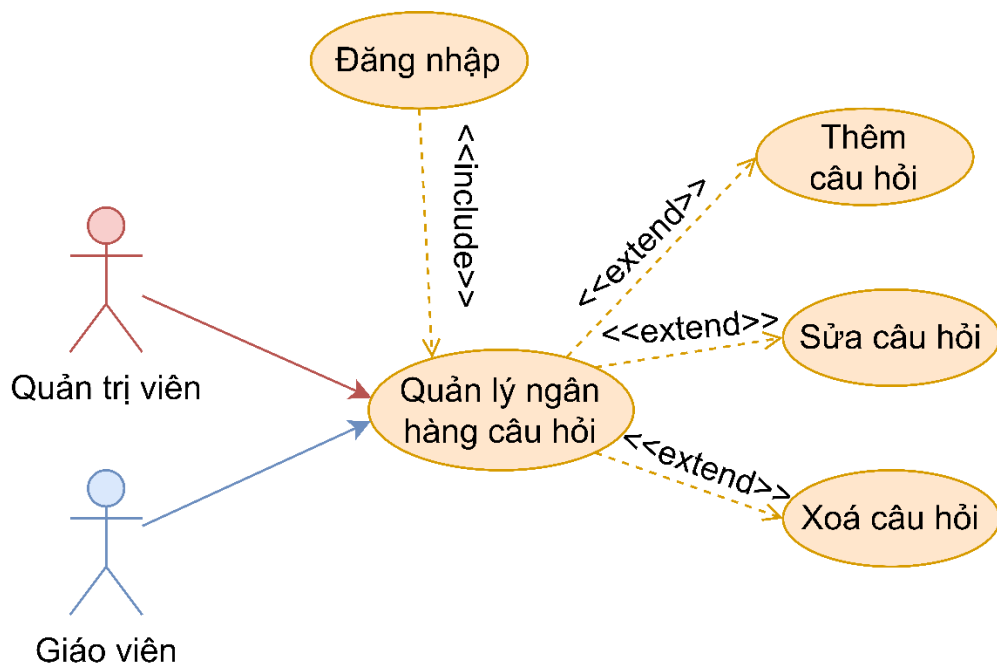 Đăng nhập
<<include>>
Thêm
câu hỏi
<<extend>>
<<extend>>
Sửa câu hỏi
Quản trị viên
Quản lý ngân
hàng câu hỏi
<<extend>>
Xoá câu hỏi
Giáo viên